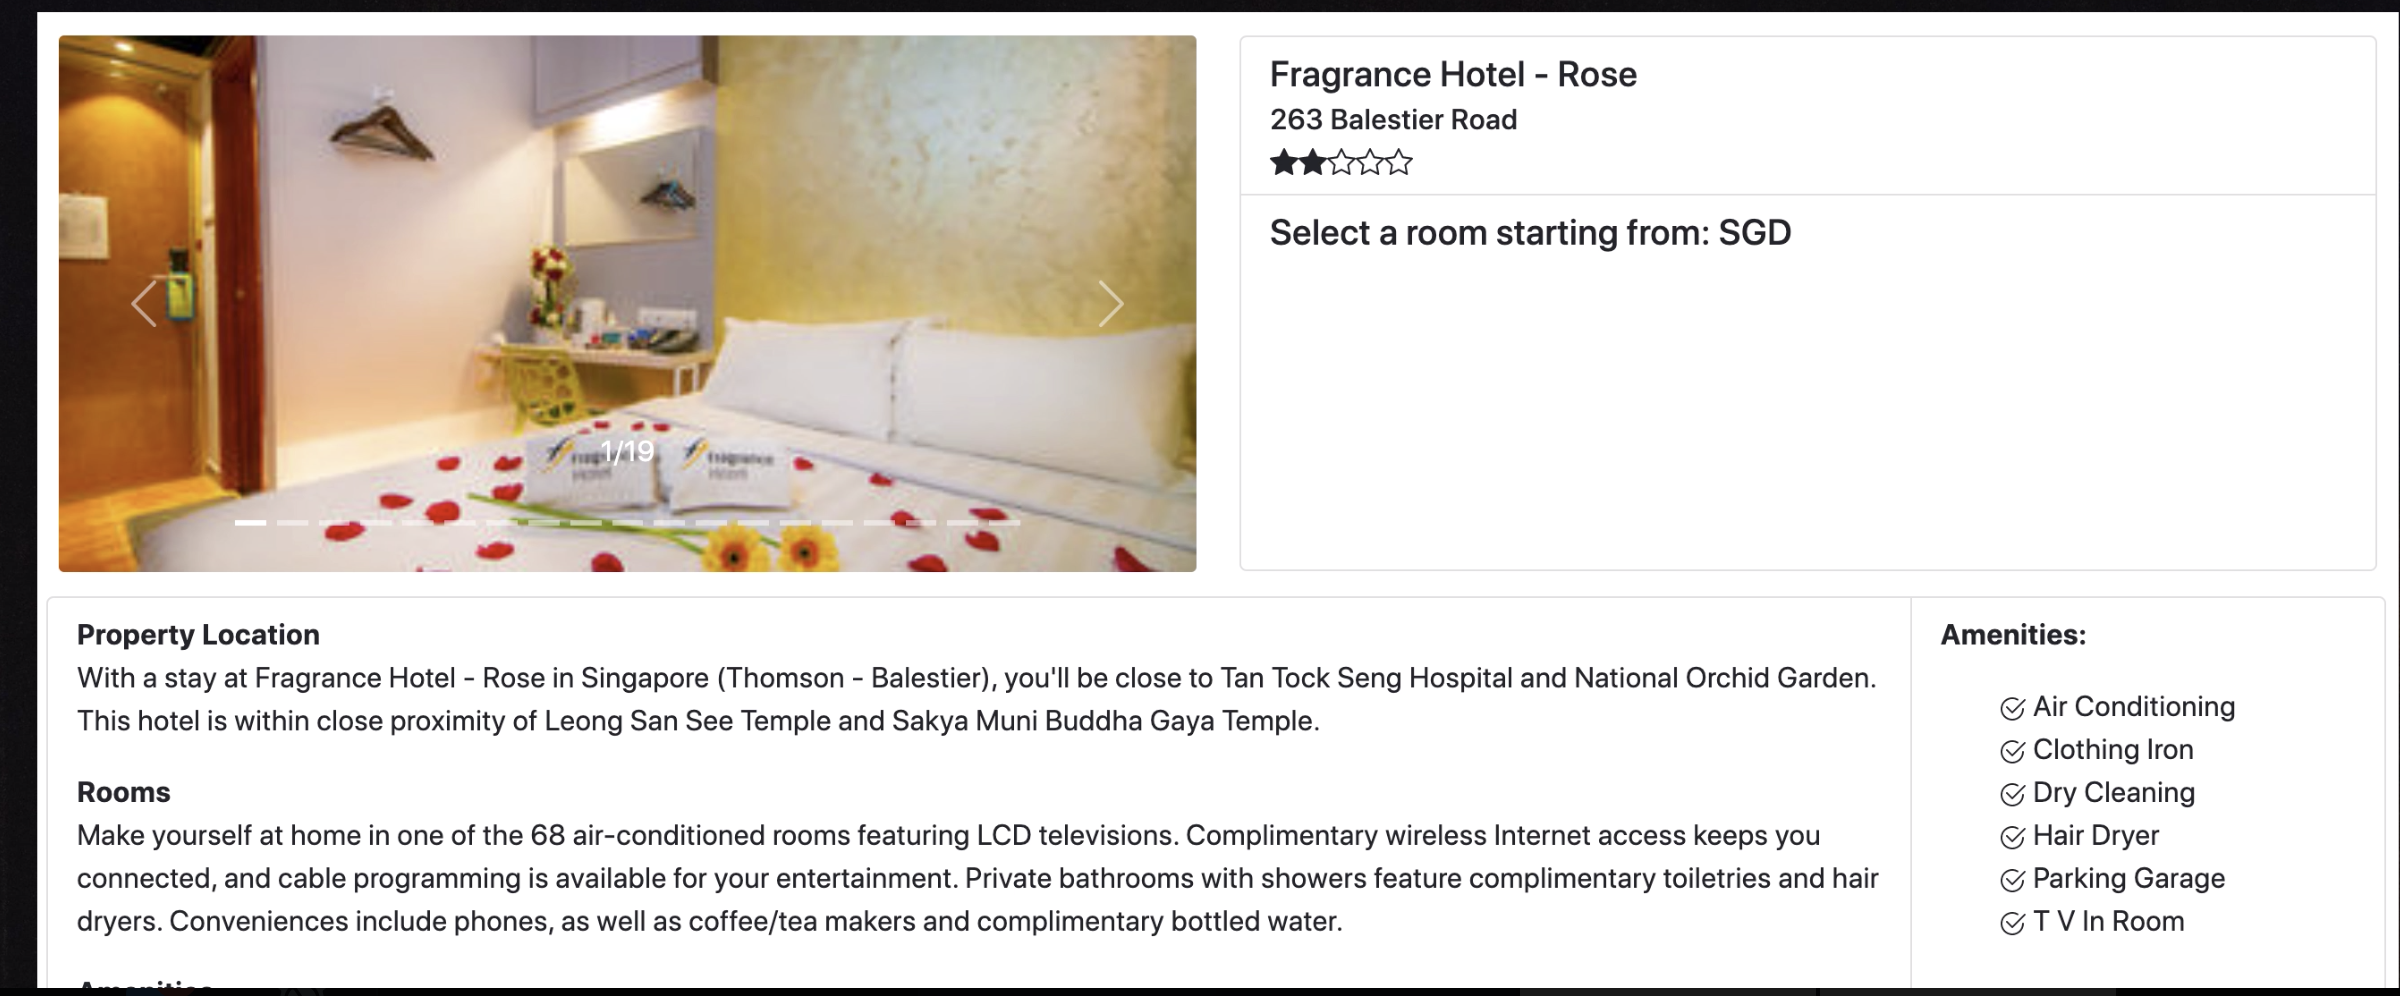 Fragrance Hotel - Rose
263 Balestier Road
Select a room starting from: SGD
1/19
fragrance
Property Location
With a stay at Fragrance Hotel - Rose in Singapore (Thomson - Balestier), you'll be close to Tan Tock Seng Hospital and National Orchid Garden.
This hotel is within close proximity of Leong San See Temple and Sakya Muni Buddha Gaya Temple.
Rooms
Make yourself at home in one of the 68 air-conditioned rooms featuring LCD televisions. Complimentary wireless Internet access keeps you
connected, and cable programming is available for your entertainment. Private bathrooms with showers feature complimentary toiletries and hair
dryers. Conveniences include phones, as well as coffee/tea makers and complimentary bottled water.
Amenities
Amenities:
Air Conditioning
Clothing Iron
Dry Cleaning
Hair Dryer
Parking Garage
T V In Room